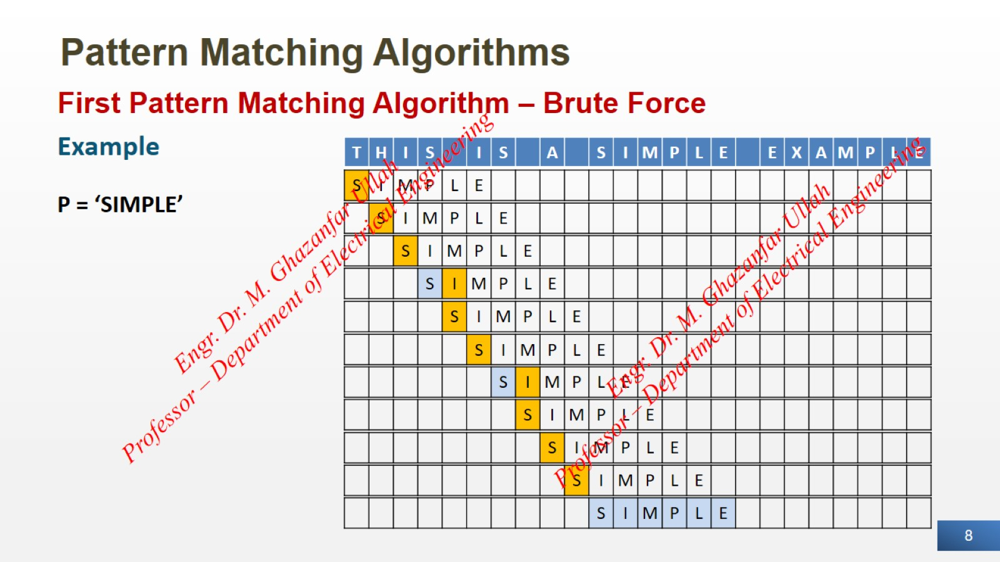 Pattern Matching Algorithms
First Pattern Matching Algorithm – Brute Force
Example
P = ‘SIMPLE’
T H I S I S A S I M P L E E X A M P L E
S I M P L E
S I M P L E
S I M P L E
S I M P L E
S I M P L E
S I M P L E
S I M P L E
S I M P L E
S I M P L E
S I M P L E
S I M P L E
Engr. Dr. M. Ghazanfar Ullah
Professor – Department of Electrical Engineering
Engr. Dr. M. Ghazanfar Ullah
Professor – Department of Electrical Engineering
8